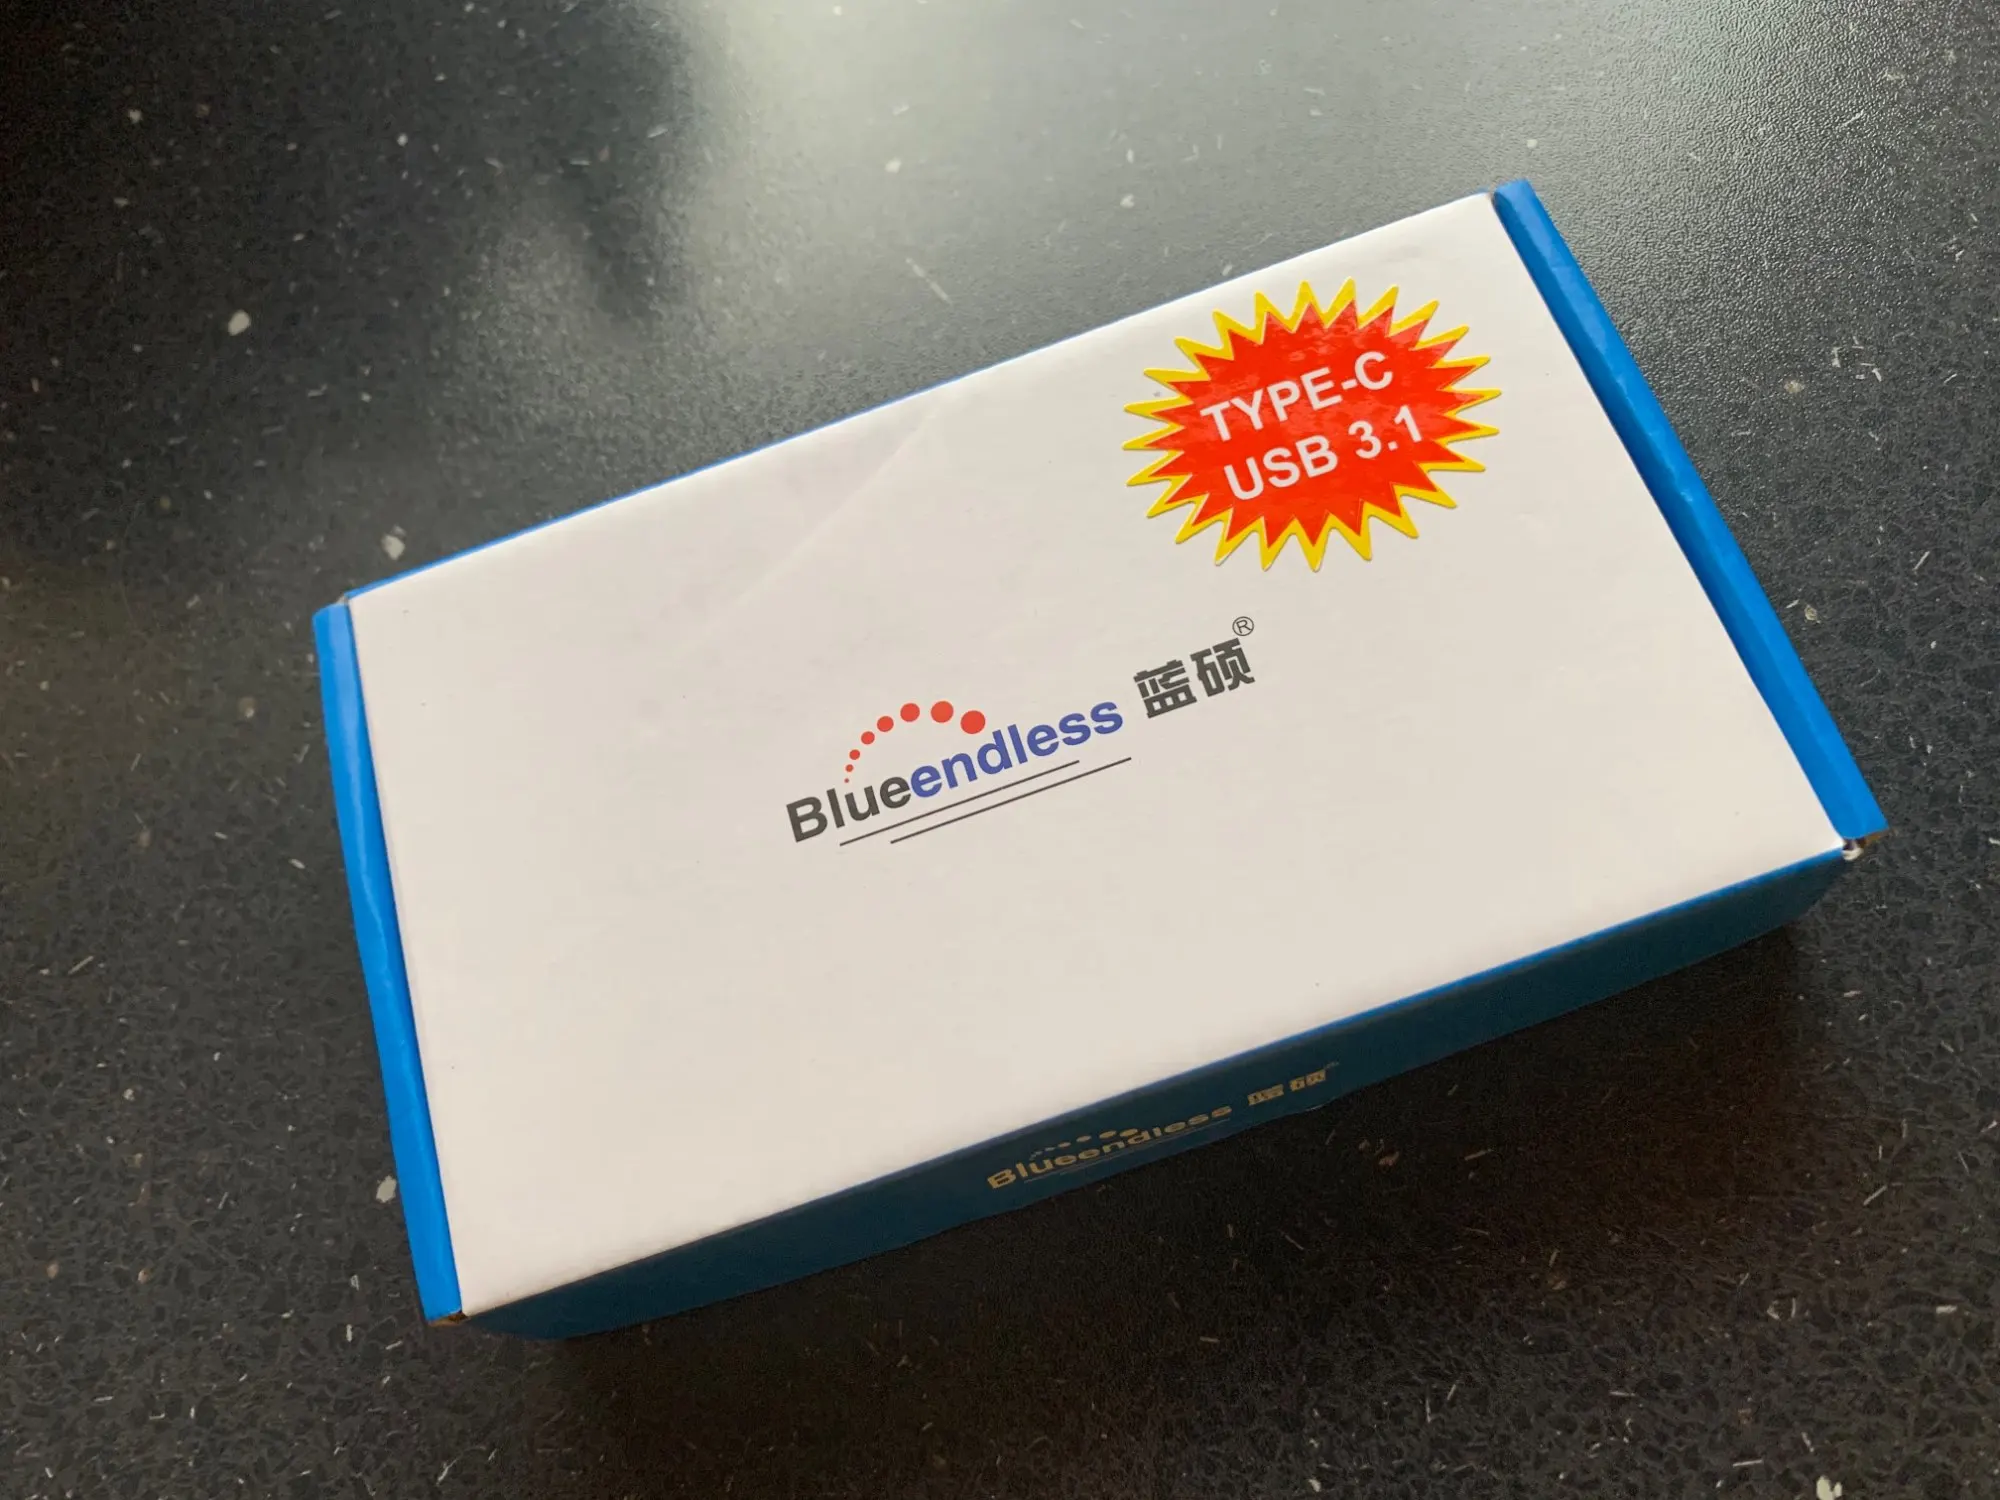 TYPE-C
USB 3.1
Blueendless 蓝硕®
Blueendless 蓝硕